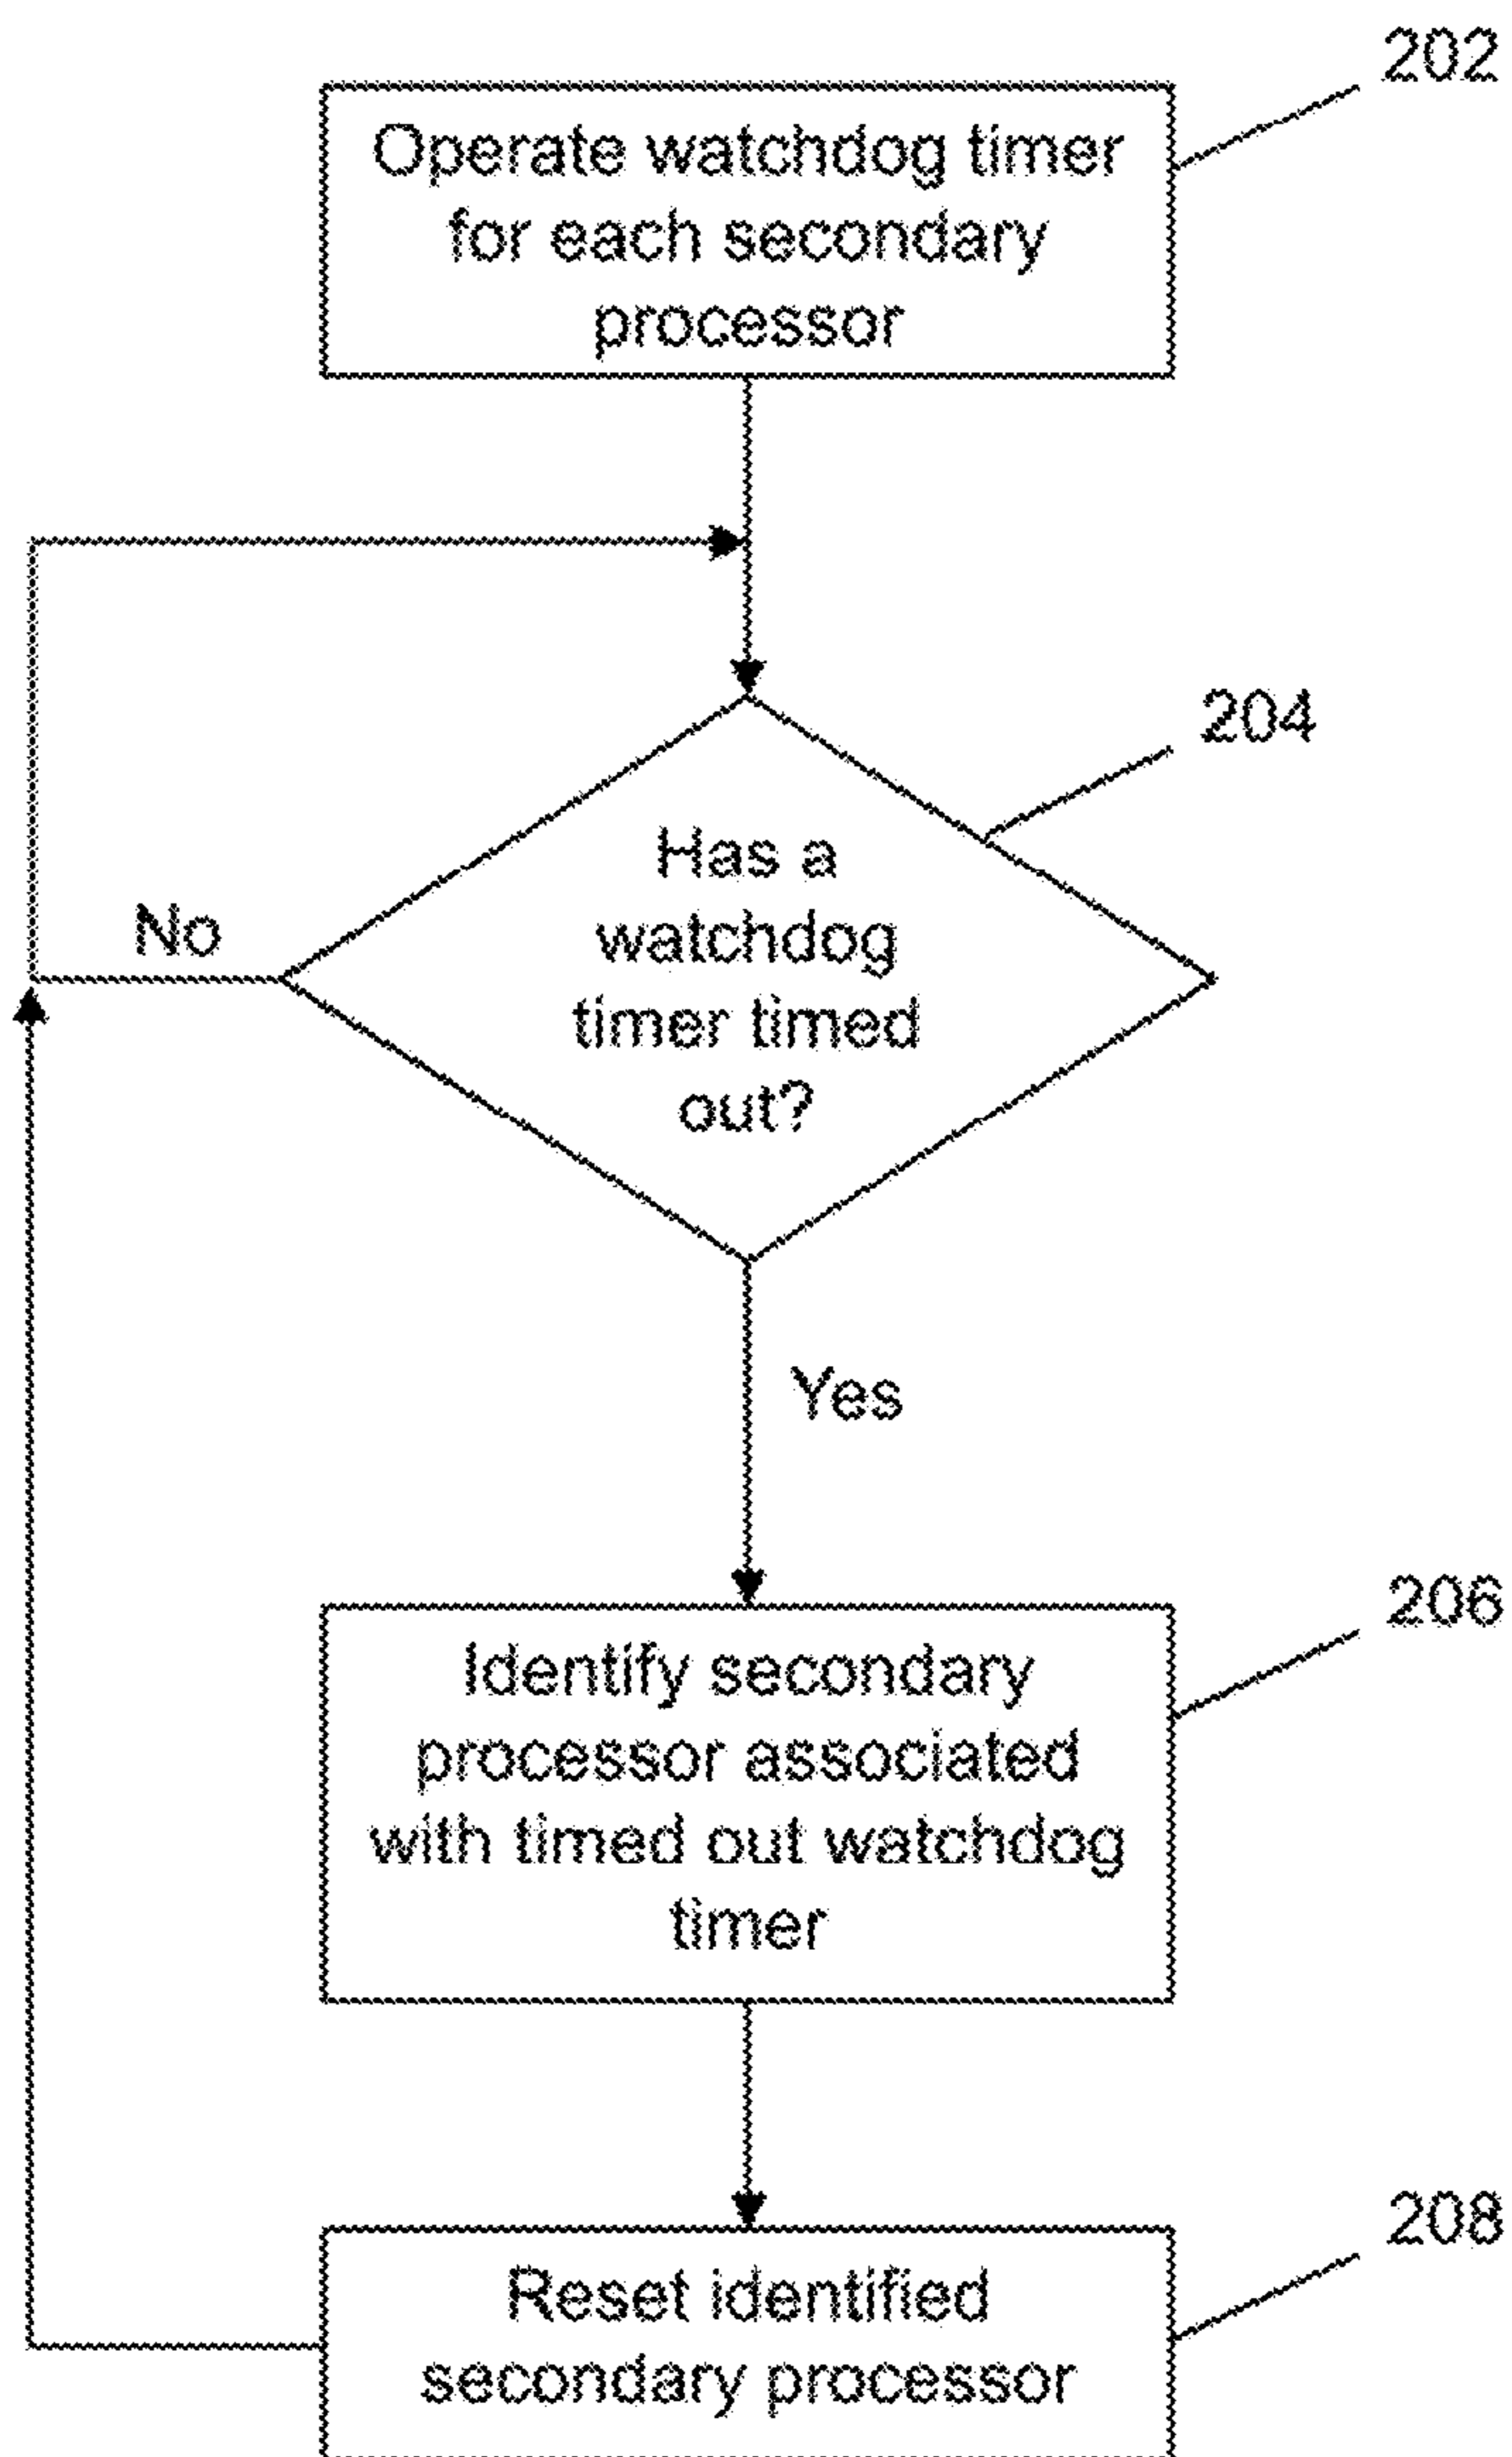 202
Operate watchdog timer
for each secondary
processor
204
Has a
watchdog
timer timed
out?
No
Yes
206
Identify secondary
processor associated
with timed out watchdog
timer
208
Reset identified
secondary processor